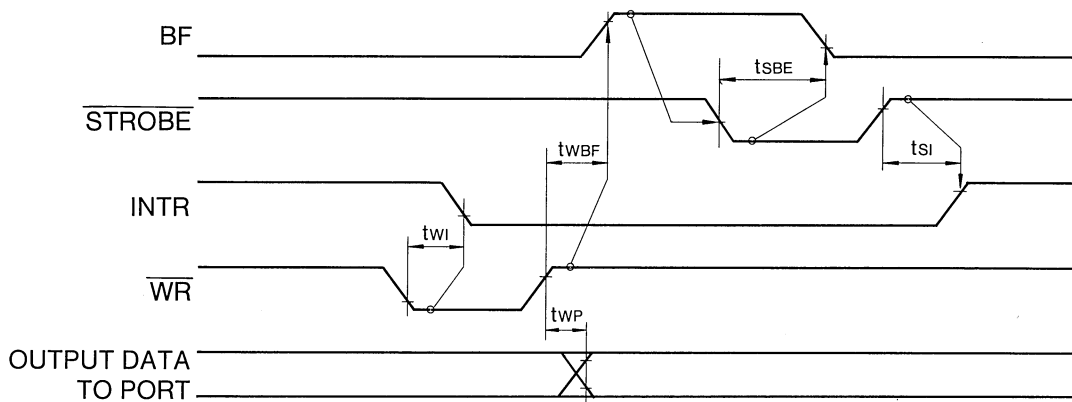 BF
tSBE
STROBE
tWBF
tSI
INTR
tWI
WR
tWP
OUTPUT DATA
TO PORT